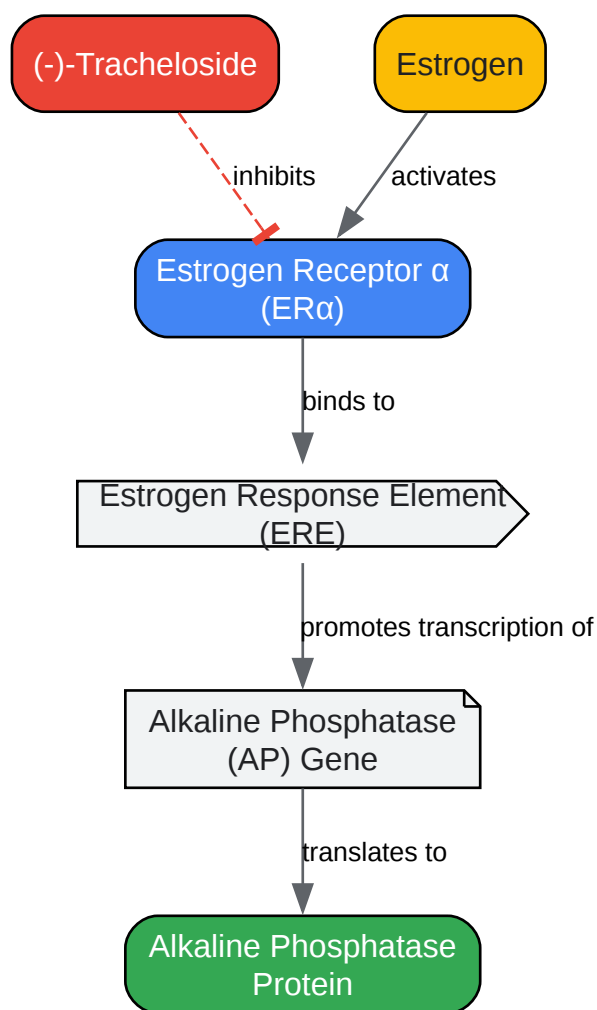 (-)-Tracheloside
Estrogen
inhibits
activates
Estrogen Receptor α
(ERα)
binds to
Estrogen Response Element
(ERE)
promotes transcription of
Alkaline Phosphatase
(AP) Gene
translates to
Alkaline Phosphatase
Protein